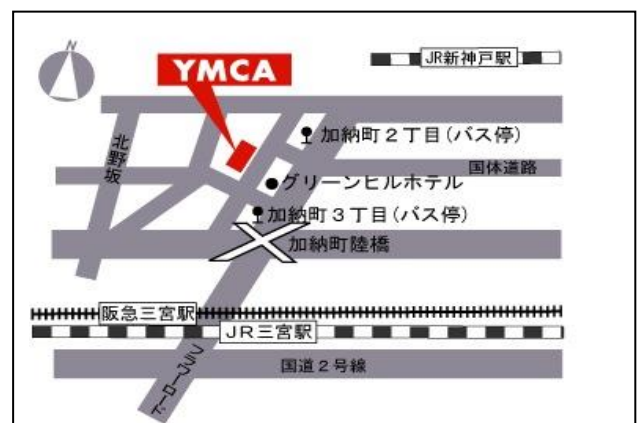 N
YMCA
JR新神戸駅
加納町２丁目(バス停)
北野坂
国体道路
グリーンヒルホテル
加納町３丁目(バス停)
加納町陸橋
阪急三宮駅
JR三宮駅
国道２号線
フラワーロード